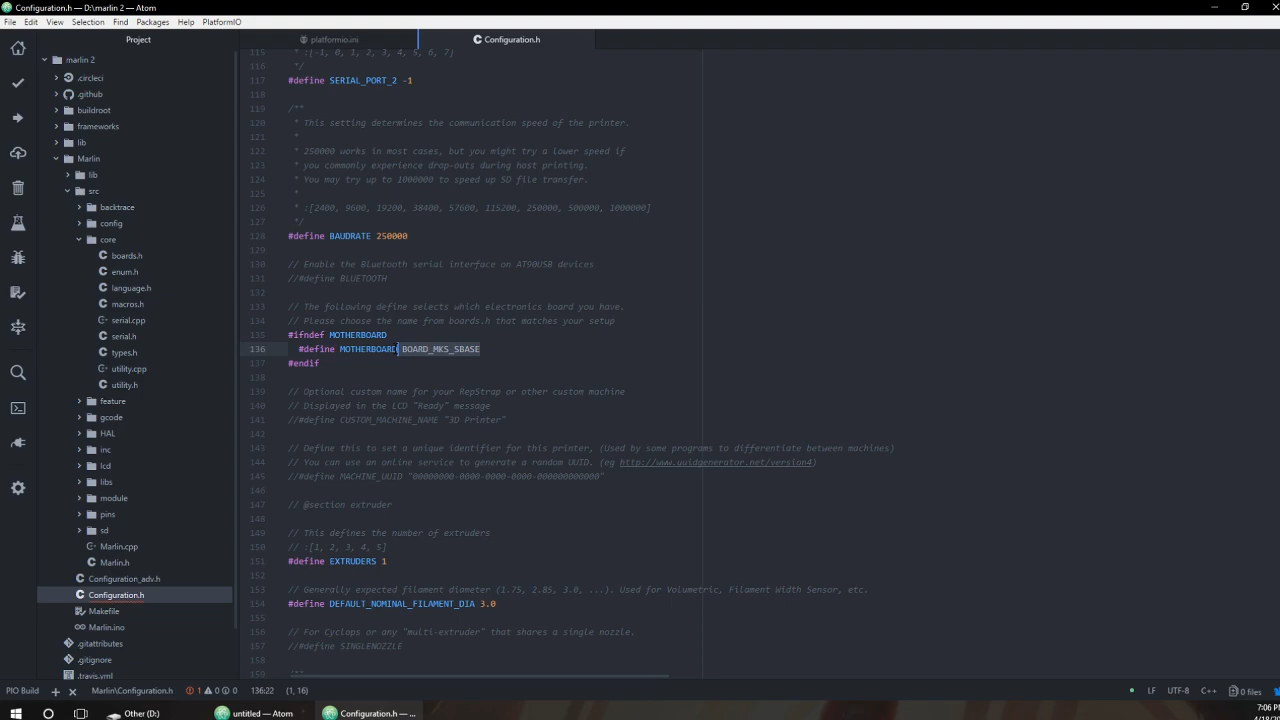 Configuration.h — D:\marlin 2 — Atom
File Edit View Selection Find Packages Help PlatformIO
Project
platformio.ini
Configuration.h
marlin 2
.circleci
.github
buildroot
frameworks
lib
Marlin
lib
src
backtrace
config
core
boards.h
enum.h
language.h
macros.h
serial.cpp
serial.h
types.h
utility.cpp
utility.h
feature
gcode
HAL
inc
lcd
libs
module
pins
sd
Marlin.cpp
Marlin.h
Configuration_adv.h
Configuration.h
Makefile
Marlin.ino
.gitattributes
.gitignore
.travis.yml
115 * :[-1, 0, 1, 2, 3, 4, 5, 6, 7]
116 */
117 #define SERIAL_PORT_2 -1
118
119 /**
120 * This setting determines the communication speed of the printer.
121 *
122 * 250000 works in most cases, but you might try a lower speed if
123 * you commonly experience drop-outs during host printing.
124 * You may try up to 1000000 to speed up SD file transfer.
125 *
126 * :[2400, 9600, 19200, 38400, 57600, 115200, 250000, 500000, 1000000]
127 */
128 #define BAUDRATE 250000
129
130 // Enable the Bluetooth serial interface on AT90USB devices
131 //#define BLUETOOTH
132
133 // The following define selects which electronics board you have.
134 // Please choose the name from boards.h that matches your setup
135 #ifndef MOTHERBOARD
136 #define MOTHERBOARD BOARD_MKS_SBASE
137 #endif
138
139 // Optional custom name for your RepStrap or other custom machine
140 // Displayed in the LCD "Ready" message
141 //#define CUSTOM_MACHINE_NAME "3D Printer"
142
143 // Define this to set a unique identifier for this printer, (Used by some programs to differentiate between machines)
144 // You can use an online service to generate a random UUID. (eg http://www.uuidgenerator.net/version4)
145 //#define MACHINE_UUID "00000000-0000-0000-0000-000000000000"
146
147 // @section extruder
148
149 // This defines the number of extruders
150 // :[1, 2, 3, 4, 5]
151 #define EXTRUDERS 1
152
153 // Generally expected filament diameter (1.75, 2.85, 3.0, ...). Used for Volumetric, Filament Width Sensor, etc.
154 #define DEFAULT_NOMINAL_FILAMENT_DIA 3.0
155
156 // For Cyclops or any "multi-extruder" that shares a single nozzle.
157 //#define SINGLENOZZLE
158
159 /**
PIO Build + × Marlin\Configuration.h 1 0 0 136:22 (1, 16) LF UTF-8 C++ 0 files
Other (D:) untitled — Atom Configuration.h — ... 7:06 PM